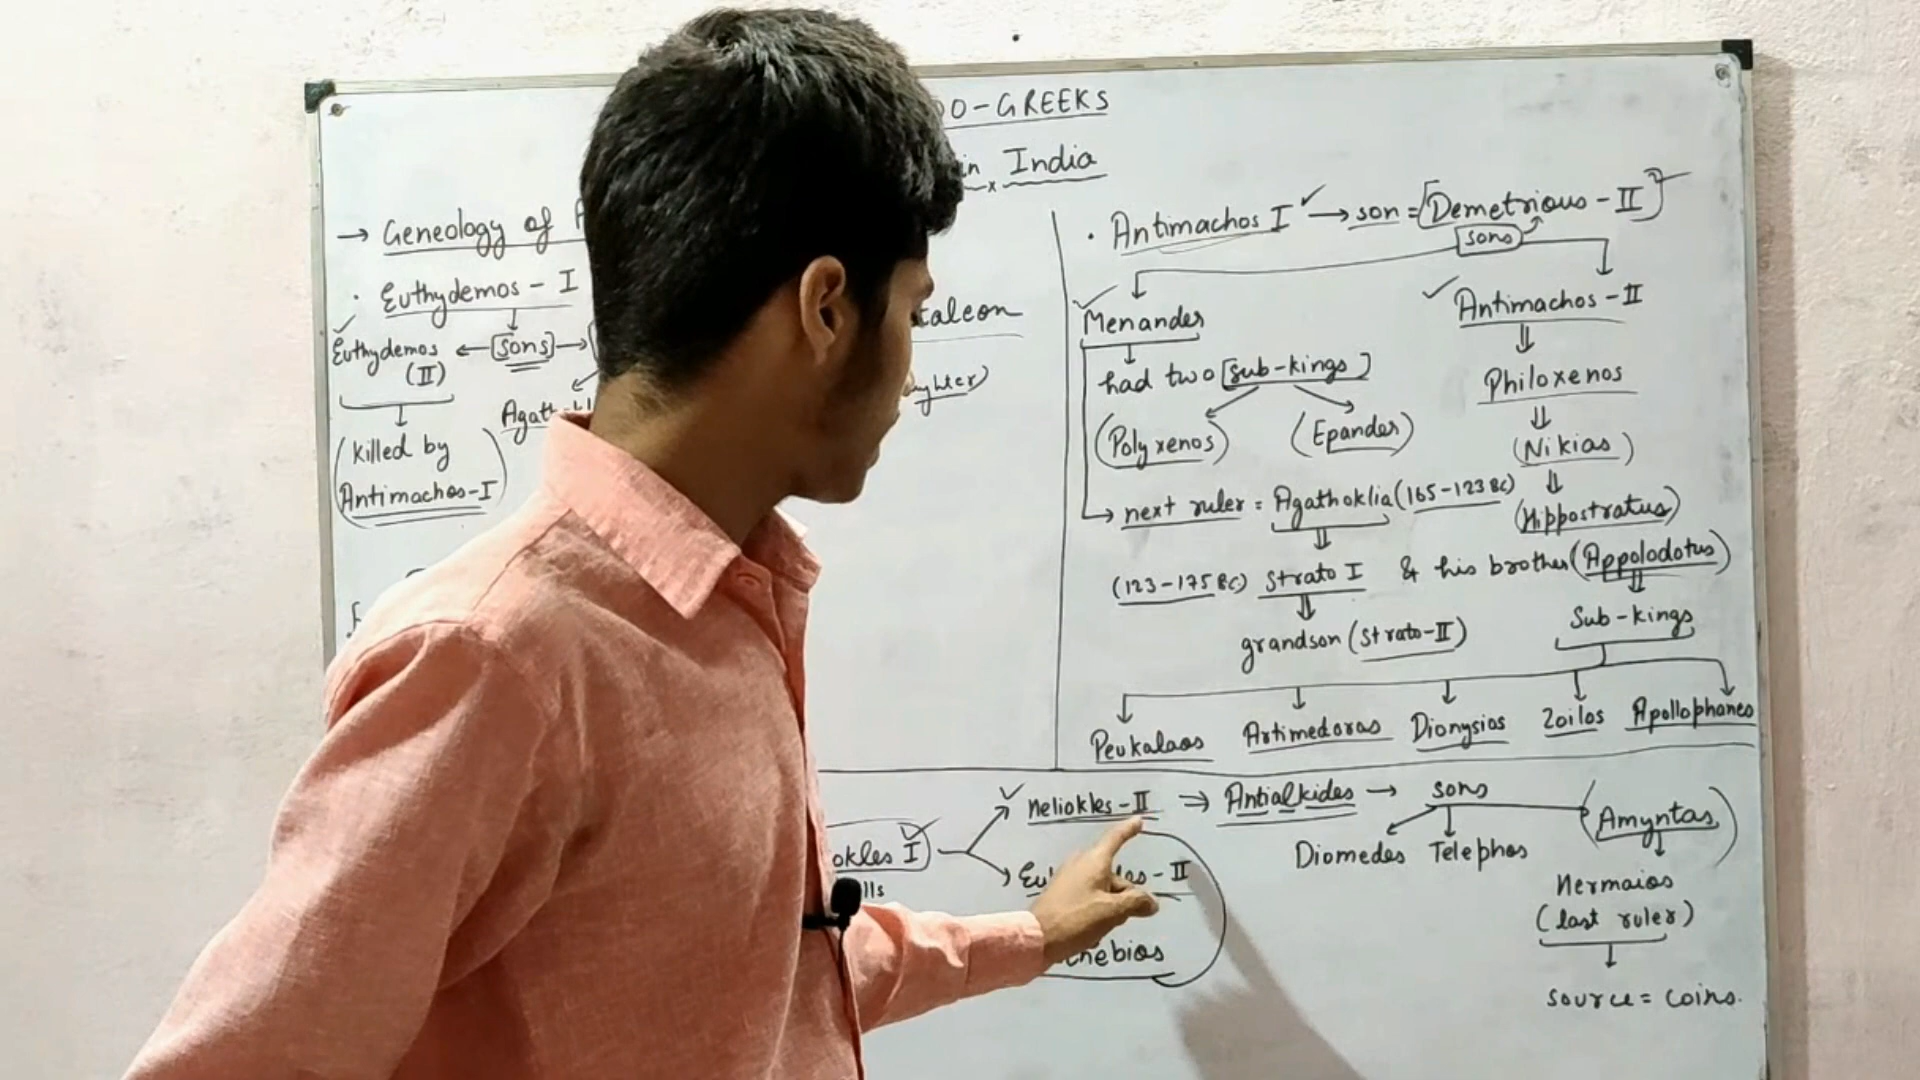 O-GREEKS
in India
→ Geneology of
· Euthydemos - I
Euthydemos ← sons →
(II)
(killed by
Antimachos-I)
· Antimachos I → son = [Demetrious - II]
sons
Menander
Antimachos - II
had two [sub-kings]
Philoxenos
(Polyxenos) (Epander)
(Nikias)
→ next ruler = Agathoklia (165-123 BC)
(Hippostratus)
(123-175 BC) Strato I & his brother (Appolodotus)
grandson (Strato-II)
Sub-kings
Peukalaos Artimedoras Dionysios Zoilos Apollophanes
Heliokles-II ⇒ Antialkides → sons
okles I
(Amyntas)
Diomedes Telephos
- II
Hermaios
(last ruler)
source = coins.